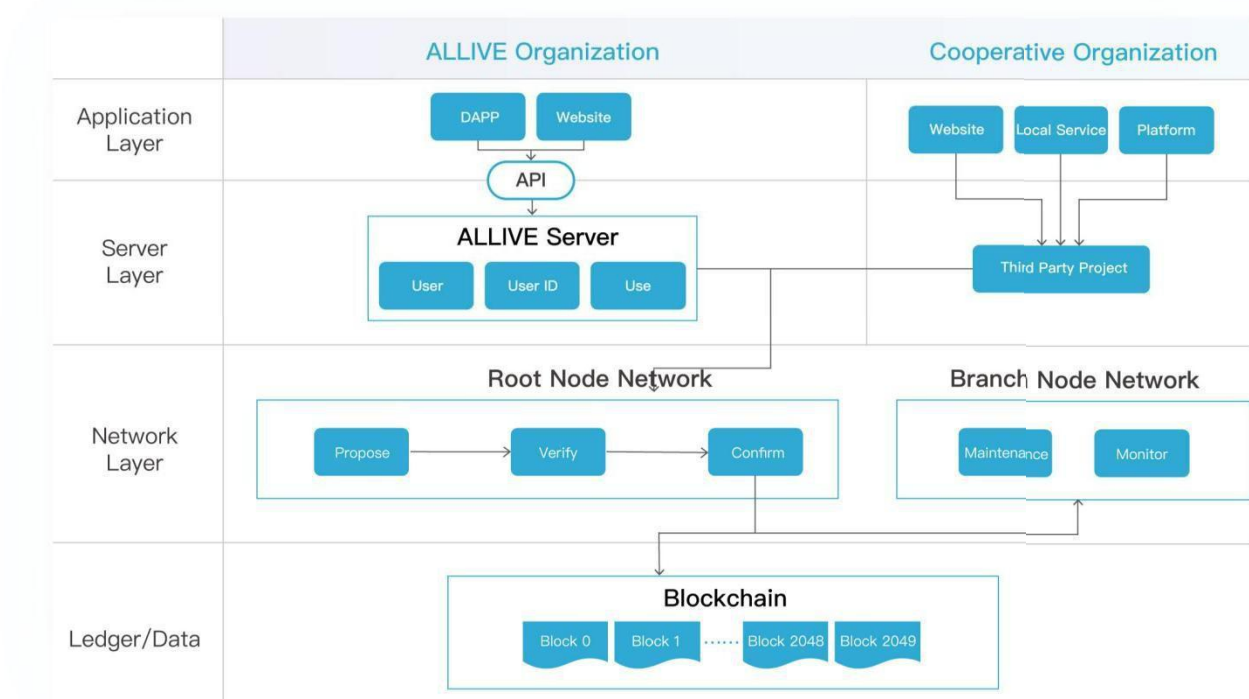 ALLIVE Organization
Cooperative Organization
Application
Layer
DAPP
Website
Website
Local Service
Platform
API
Server
Layer
ALLIVE Server
User
User ID
Use
Third Party Project
Network
Layer
Root Node Network
Branch Node Network
Propose
Verify
Confirm
Maintenance
Monitor
Ledger/Data
Blockchain
Block 0
Block 1
......
Block 2048
Block 2049